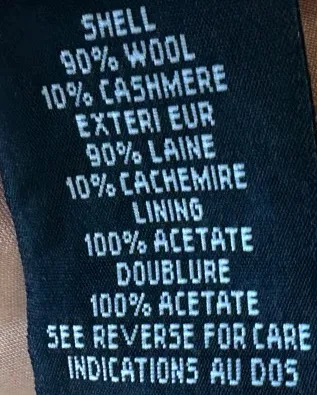 SHELL
90% WOOL
10% CASHMERE
EXTERI EUR
90% LAINE
10% CACHEMIRE
LINING
100% ACETATE
DOUBLURE
100% ACETATE
SEE REVERSE FOR CARE
INDICATIONS AU DOS